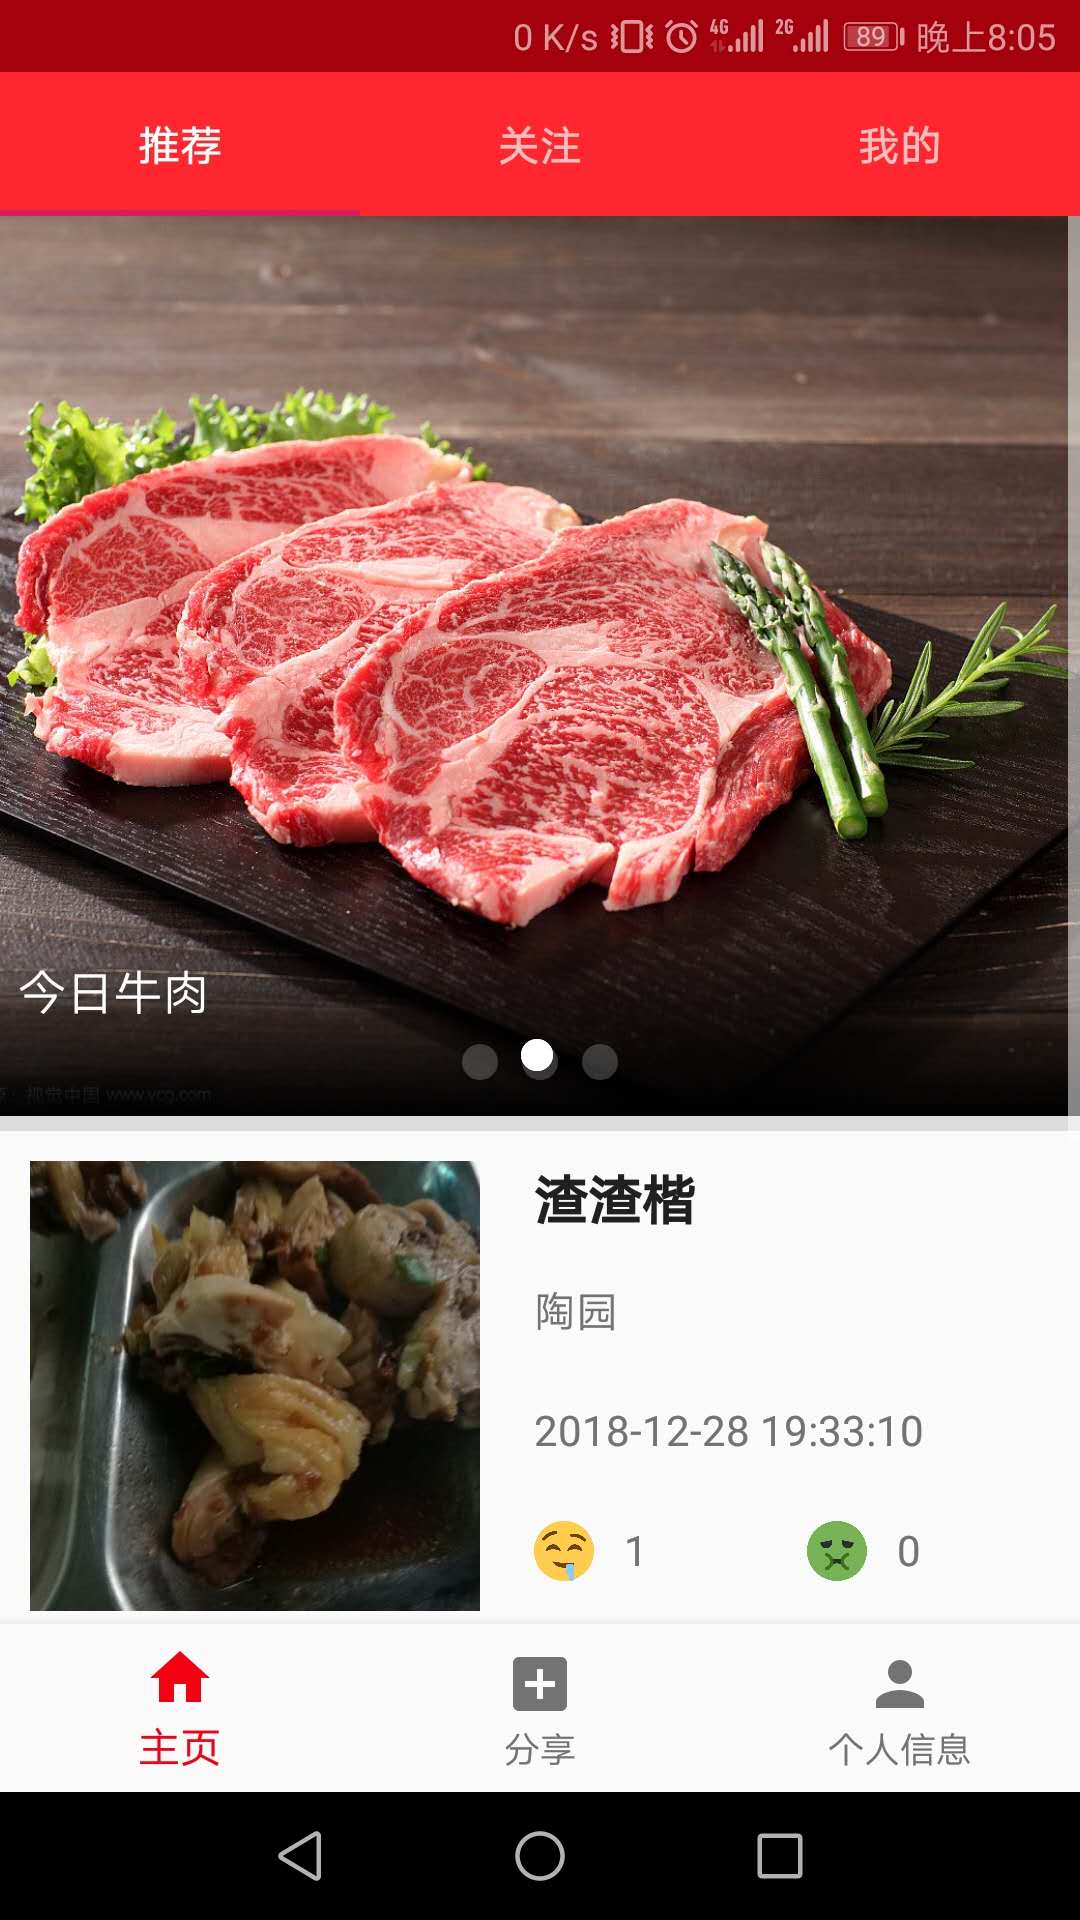 0 K/s 4G 2G 89 晚上8:05
推荐 关注 我的
今日牛肉
视觉中国 www.vcg.com
渣渣楷
陶园
2018-12-28 19:33:10
1 0
主页 分享 个人信息